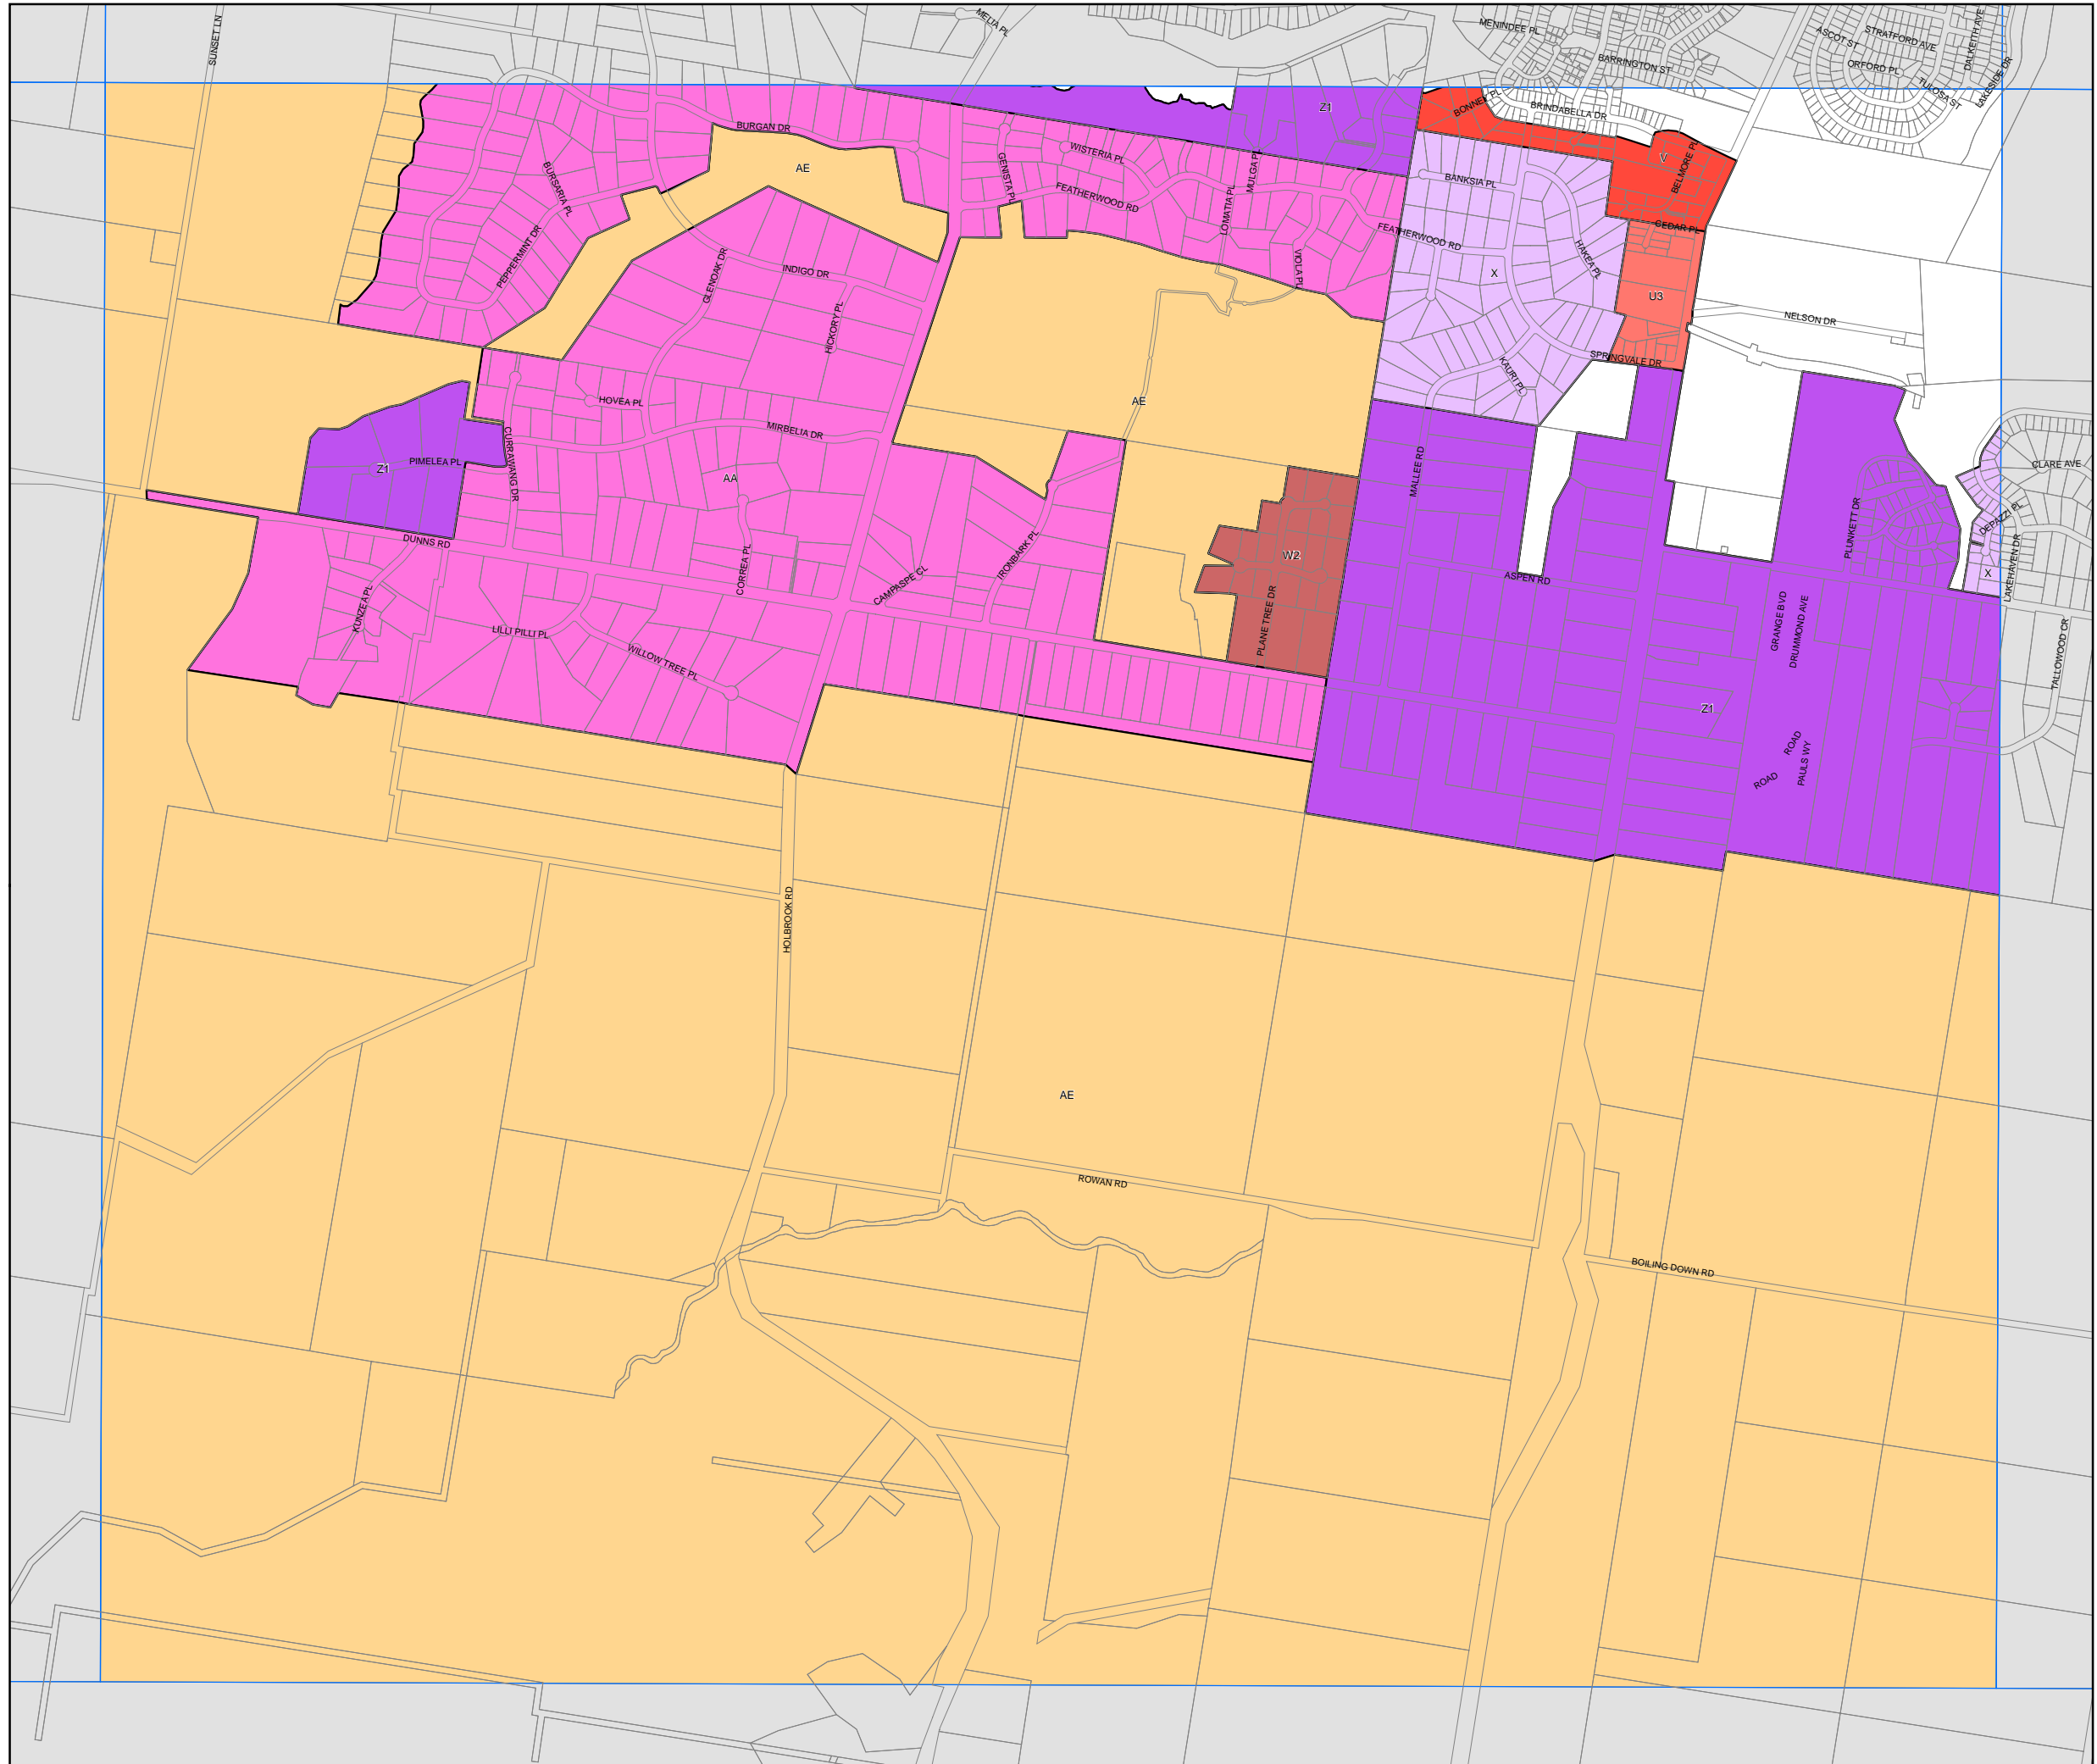 SUNSET LN
MELIA PL
MENINDEE PL
BARRINGTON ST
ASCOT ST
STRATFORD AVE
DALKEITH AVE
ORFORD PL
TULOSA ST
LAKESIDE DR
BONNEY PL
BRINDABELLA DR
Z1
BURGAN DR
WISTERIA PL
V
BELMORE PL
AE
BURSARIA PL
GENISTA PL
FEATHERWOOD RD
MULGA PL
LOMATIA PL
BANKSIA PL
CEDAR PL
PEPPERMINT DR
GLENOAK DR
INDIGO DR
VIOLA PL
FEATHERWOOD RD
HAKEA PL
X
U3
HICKORY PL
NELSON DR
SPRINGVALE DR
KAURI PL
HOVEA PL
AE
MIRBELIA DR
CURRAWANG DR
PIMELEA PL
Z1
AA
MALLEE RD
CLARE AVE
DEPAZZI PL
PLUNKETT DR
DUNNS RD
IRONBARK PL
W2
CORREA PL
CAMPASPE CL
ASPEN RD
X
LAKEHAVEN DR
KUNZEA PL
LILLI PILLI PL
WILLOW TREE PL
PLANE TREE DR
GRANGE BVD
DRUMMOND AVE
TALLOWOOD CR
Z1
ROAD
ROAD
PAULS WY
HOLBROOK RD
AE
ROWAN RD
BOILING DOWN RD